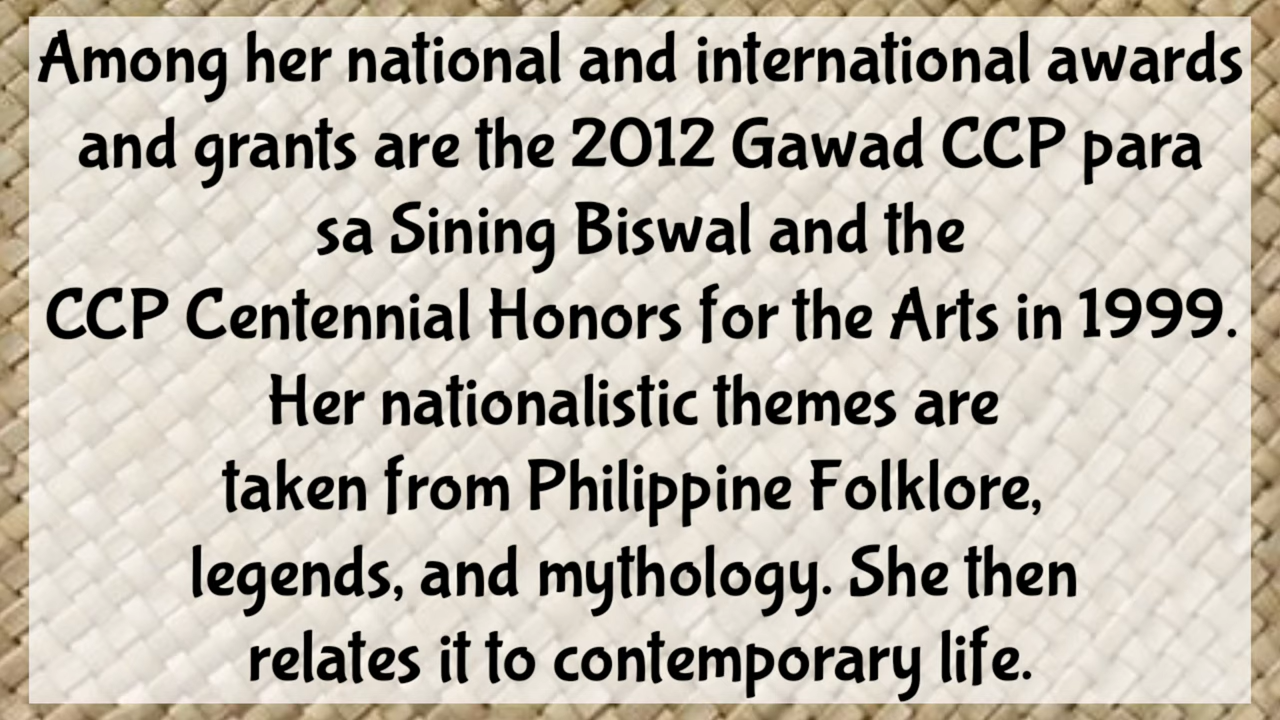 Among her national and international awards
and grants are the 2012 Gawad CCP para
sa Sining Biswal and the
CCP Centennial Honors for the Arts in 1999.
Her nationalistic themes are
taken from Philippine Folklore,
legends, and mythology. She then
relates it to contemporary life.